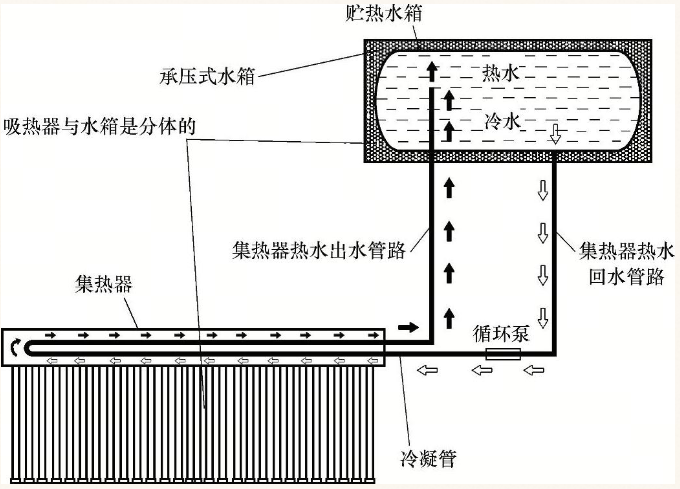 贮热水箱
承压式水箱
热水
吸热器与水箱是分体的
冷水
集热器热水出水管路
集热器热水
回水管路
集热器
循环泵
冷凝管